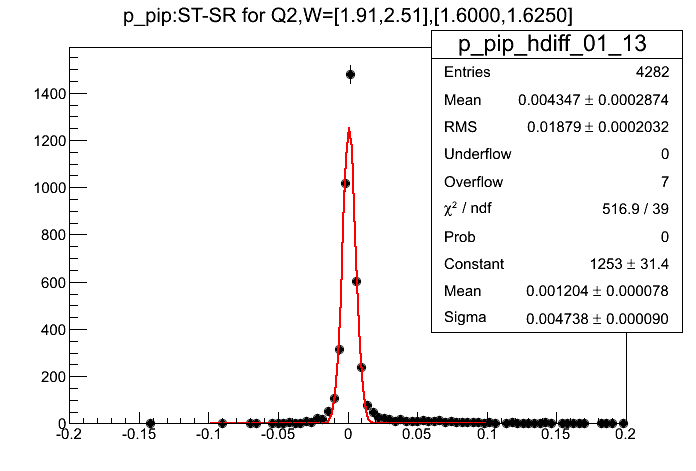 p_pip:ST-SR for Q2,W=[1.91,2.51],[1.6000,1.6250]
p_pip_hdiff_01_13
Entries 4282
Mean 0.004347 ± 0.0002874
RMS 0.01879 ± 0.0002032
Underflow 0
Overflow 7
χ² / ndf 516.9 / 39
Prob 0
Constant 1253 ± 31.4
Mean 0.001204 ± 0.000078
Sigma 0.004738 ± 0.000090
1400
1200
1000
800
600
400
200
0
-0.2 -0.15 -0.1 -0.05 0 0.05 0.1 0.15 0.2